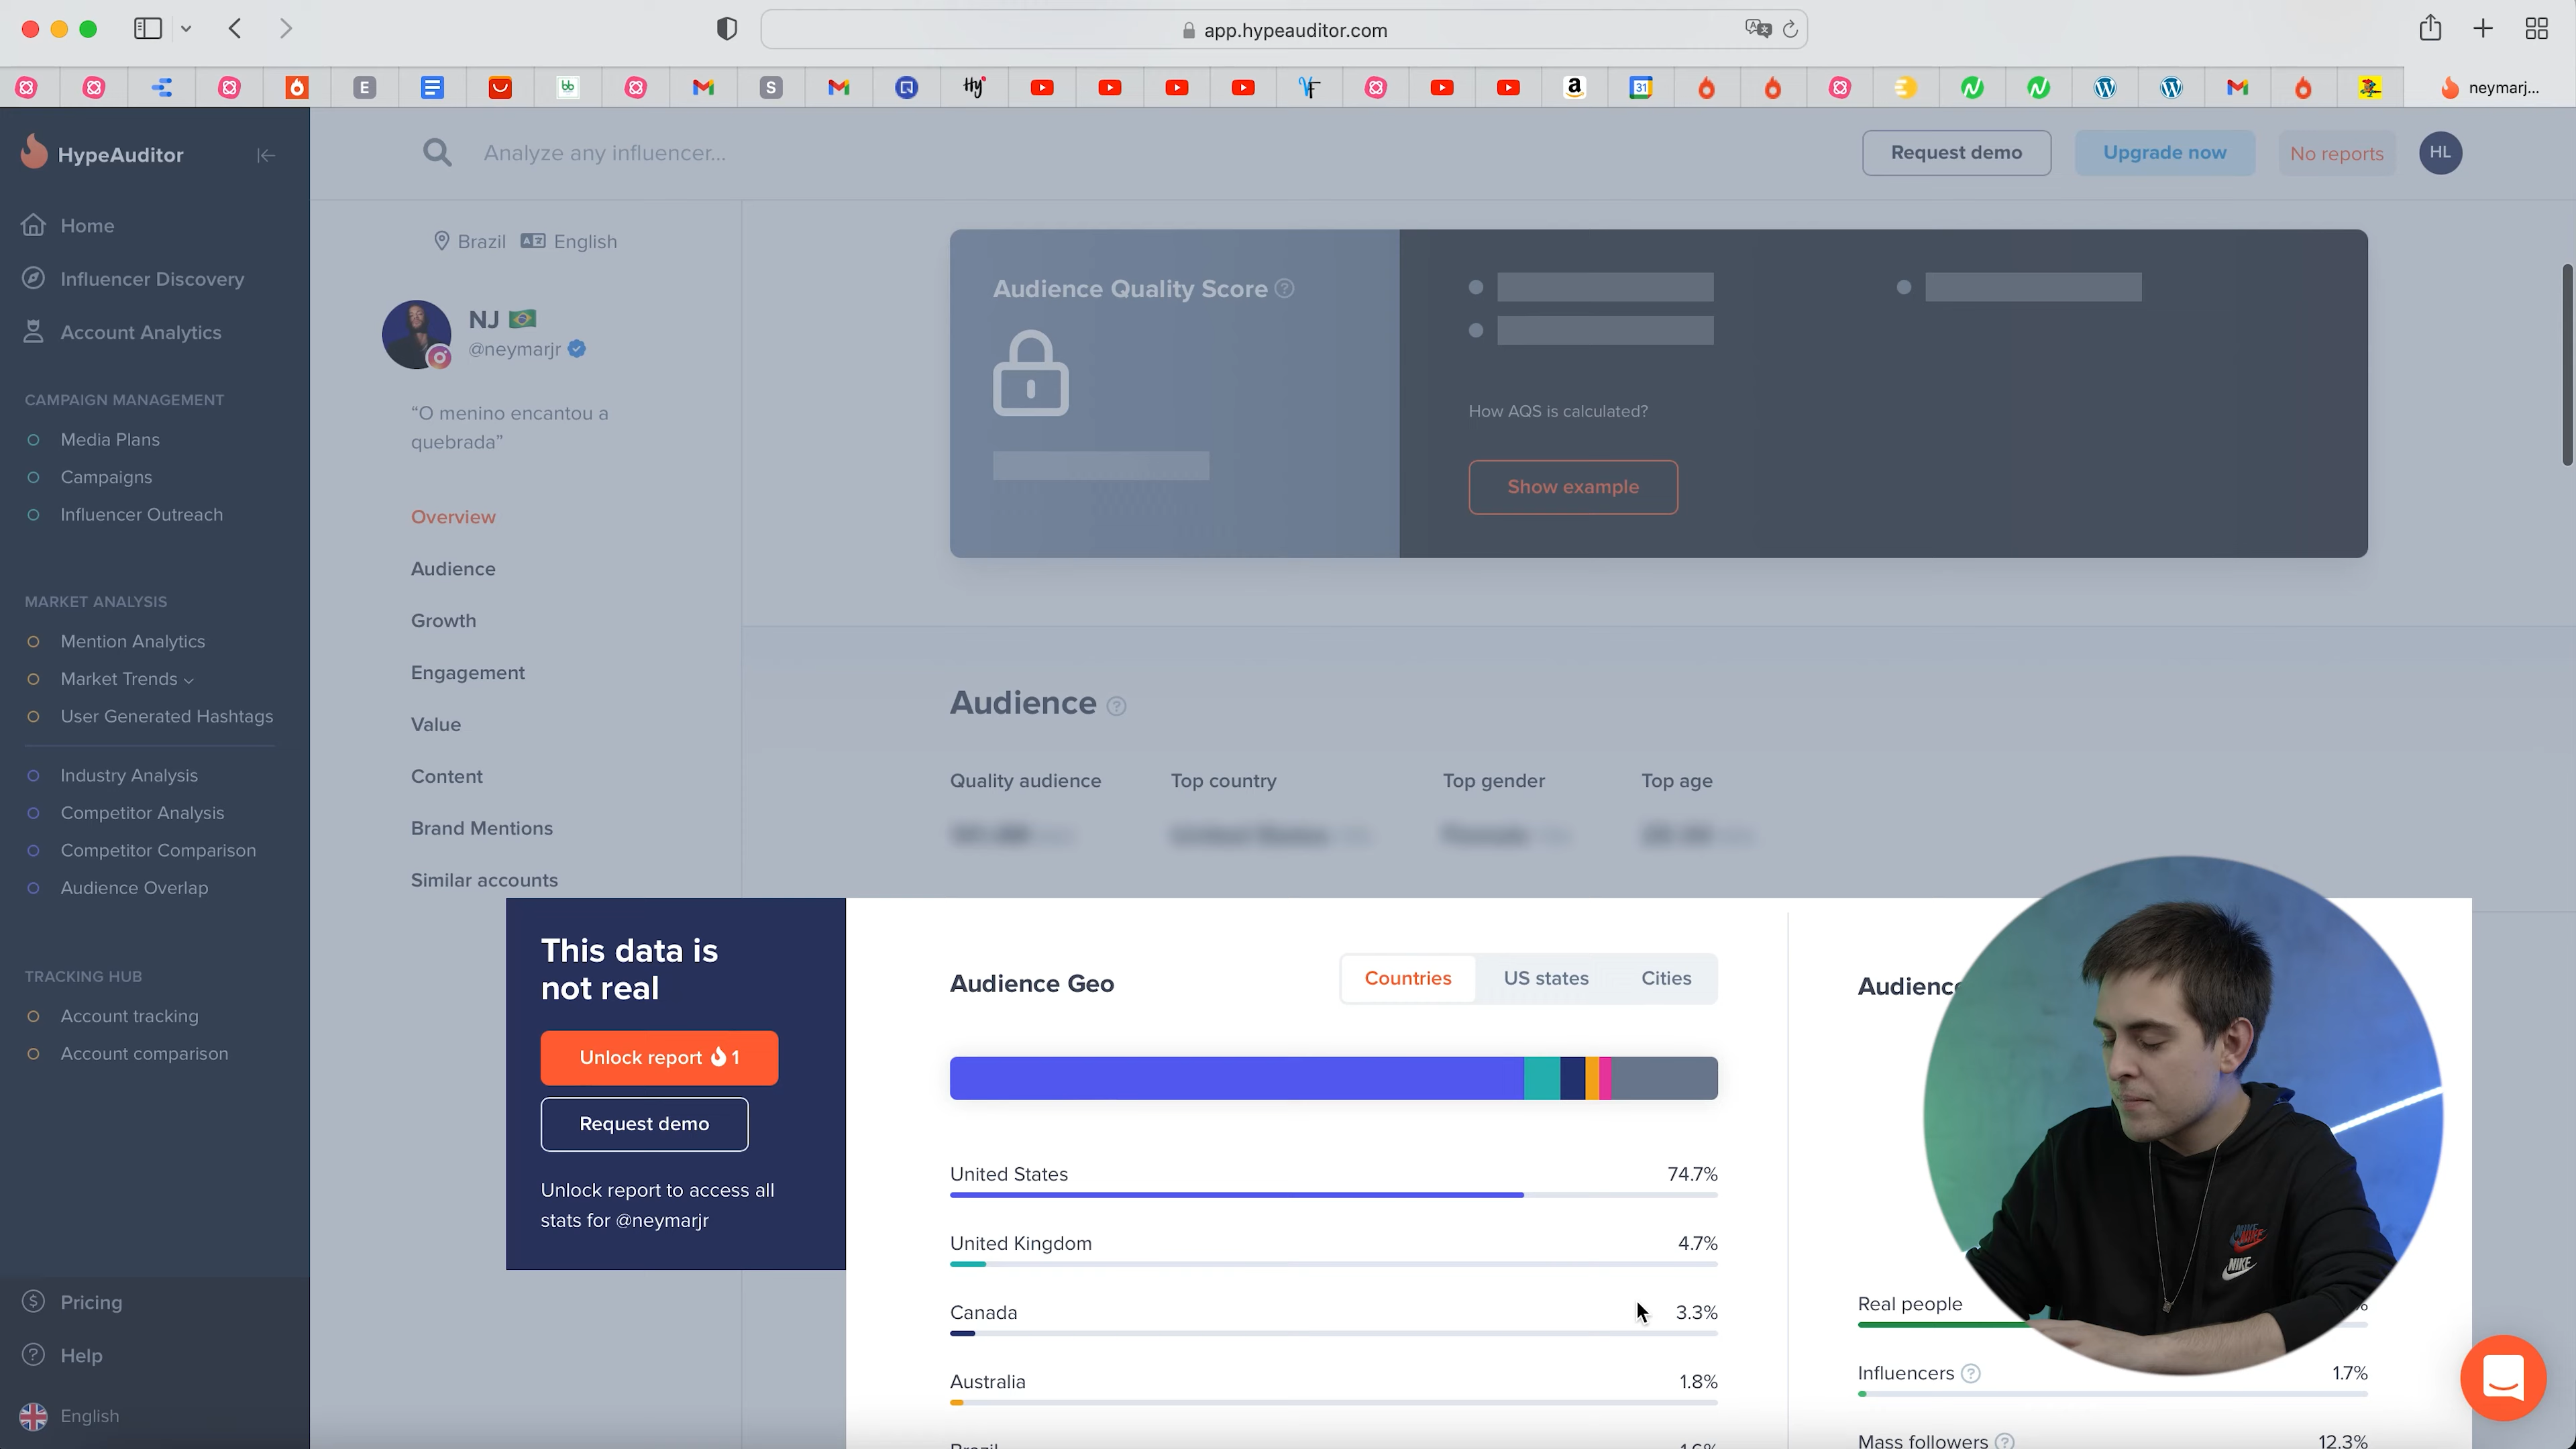 app.hypeauditor.com
E
bb
S
Hy
31
neymarj...
HypeAuditor
Analyze any influencer...
Request demo
Upgrade now
No reports
HL
Home
Influencer Discovery
Account Analytics
CAMPAIGN MANAGEMENT
Media Plans
Campaigns
Influencer Outreach
MARKET ANALYSIS
Mention Analytics
Market Trends
User Generated Hashtags
Industry Analysis
Competitor Analysis
Competitor Comparison
Audience Overlap
TRACKING HUB
Account tracking
Account comparison
Pricing
Help
English
Brazil English
NJ 🇧🇷
@neymarjr
“O menino encantou a
quebrada”
Overview
Audience
Growth
Engagement
Value
Content
Brand Mentions
Similar accounts
Audience Quality Score
How AQS is calculated?
Show example
Audience
Quality audience Top country Top gender Top age
This data is
not real
Unlock report 1
Request demo
Unlock report to access all
stats for @neymarjr
Audience Geo
Countries US states Cities
United States 74.7%
United Kingdom 4.7%
Canada 3.3%
Australia 1.8%
Real people
Influencers 1.7%
Mass followers 12.3%
NIKE
NIKE